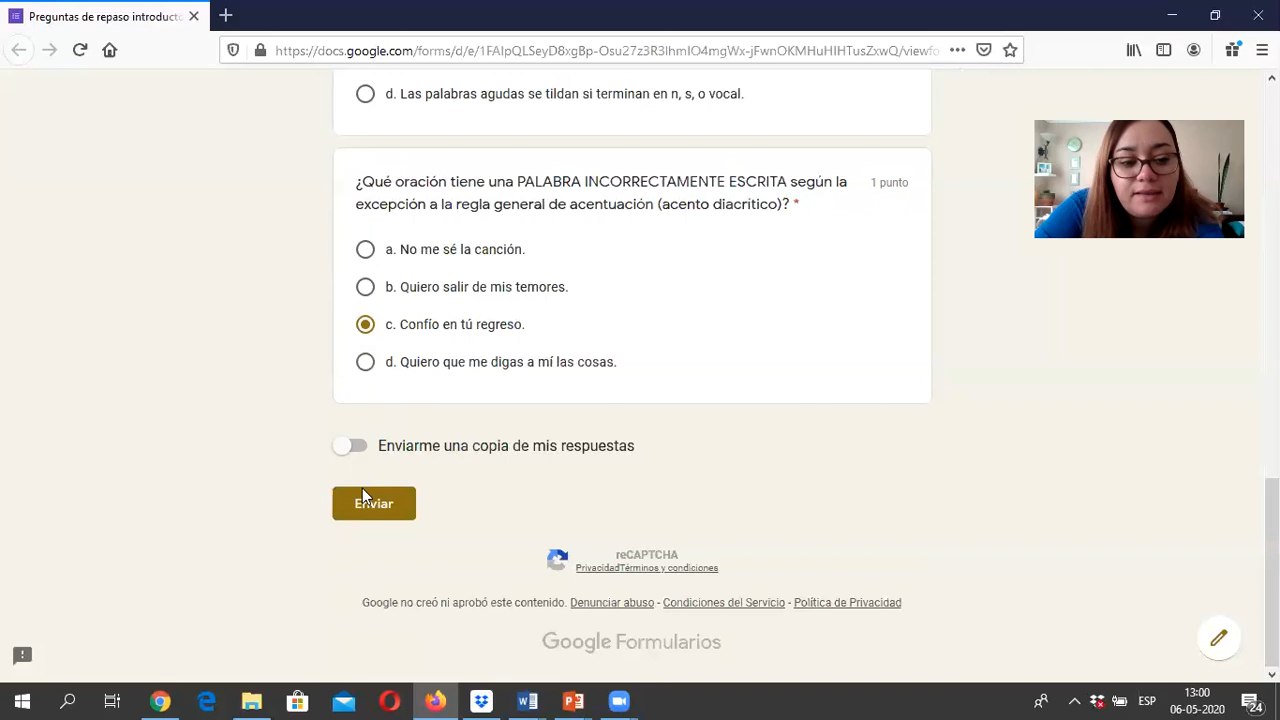 Preguntas de repaso introducto
https://docs.google.com/forms/d/e/1FAIpQLSeyD8xgBp-Osu27z3R3lhmIO4mgWx-jFwnOKMHuHIHTusZxwQ/viewfo
d. Las palabras agudas se tildan si terminan en n, s, o vocal.
¿Qué oración tiene una PALABRA INCORRECTAMENTE ESCRITA según la
1 punto
excepción a la regla general de acentuación (acento diacrítico)? *
a. No me sé la canción.
b. Quiero salir de mis temores.
c. Confío en tú regreso.
d. Quiero que me digas a mí las cosas.
Enviarme una copia de mis respuestas
Enviar
reCAPTCHA
PrivacidadTérminos y condiciones
Google no creó ni aprobó este contenido. Denunciar abuso - Condiciones del Servicio - Política de Privacidad
Google Formularios
ESP
13:00
06-05-2020
24